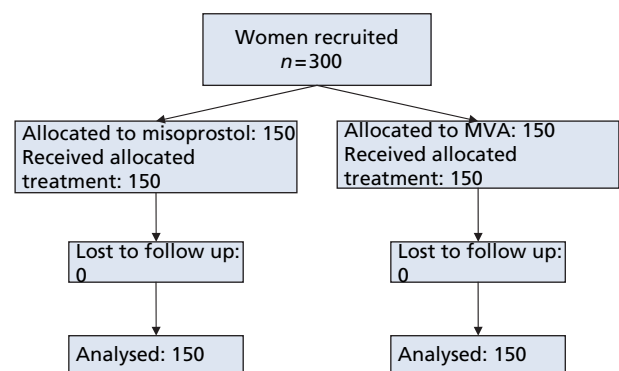 Women recruited
n=300
Allocated to misoprostol: 150
Received allocated
treatment: 150
Allocated to MVA: 150
Received allocated
treatment: 150
Lost to follow up:
0
Lost to follow up:
0
Analysed: 150
Analysed: 150